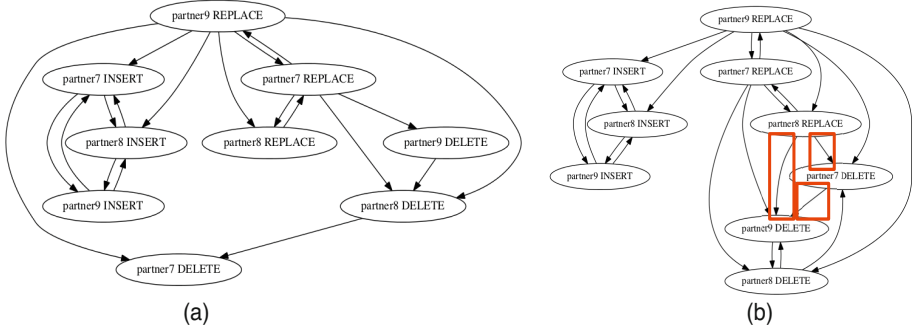 partner9 REPLACE
partner7 INSERT
partner7 REPLACE
partner8 INSERT
partner8 REPLACE
partner9 DELETE
partner9 INSERT
partner8 DELETE
partner7 DELETE
(a)
partner9 REPLACE
partner7 INSERT
partner7 REPLACE
partner8 INSERT
partner8 REPLACE
partner9 INSERT
partner7 DELETE
partner9 DELETE
partner8 DELETE
(b)